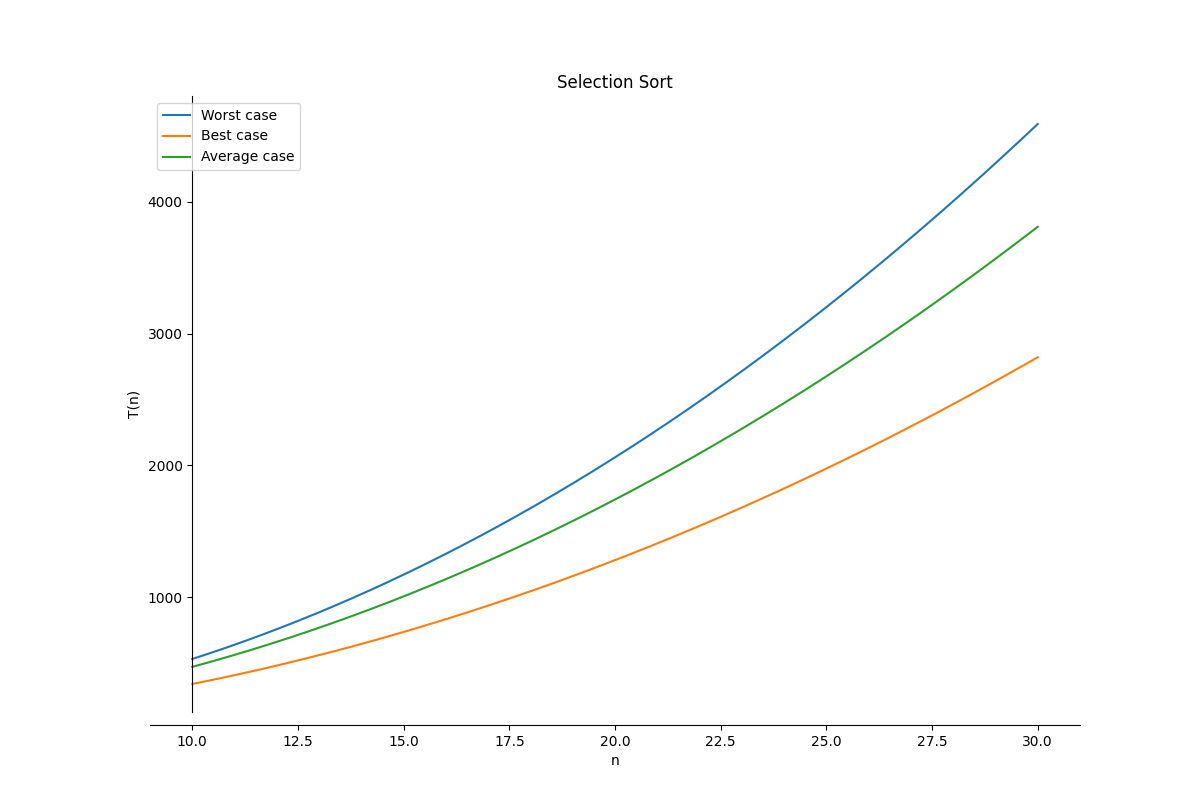 Selection Sort
Worst case
Best case
Average case
4000
3000
2000
1000
T(n)
10.0 12.5 15.0 17.5 20.0 22.5 25.0 27.5 30.0
n